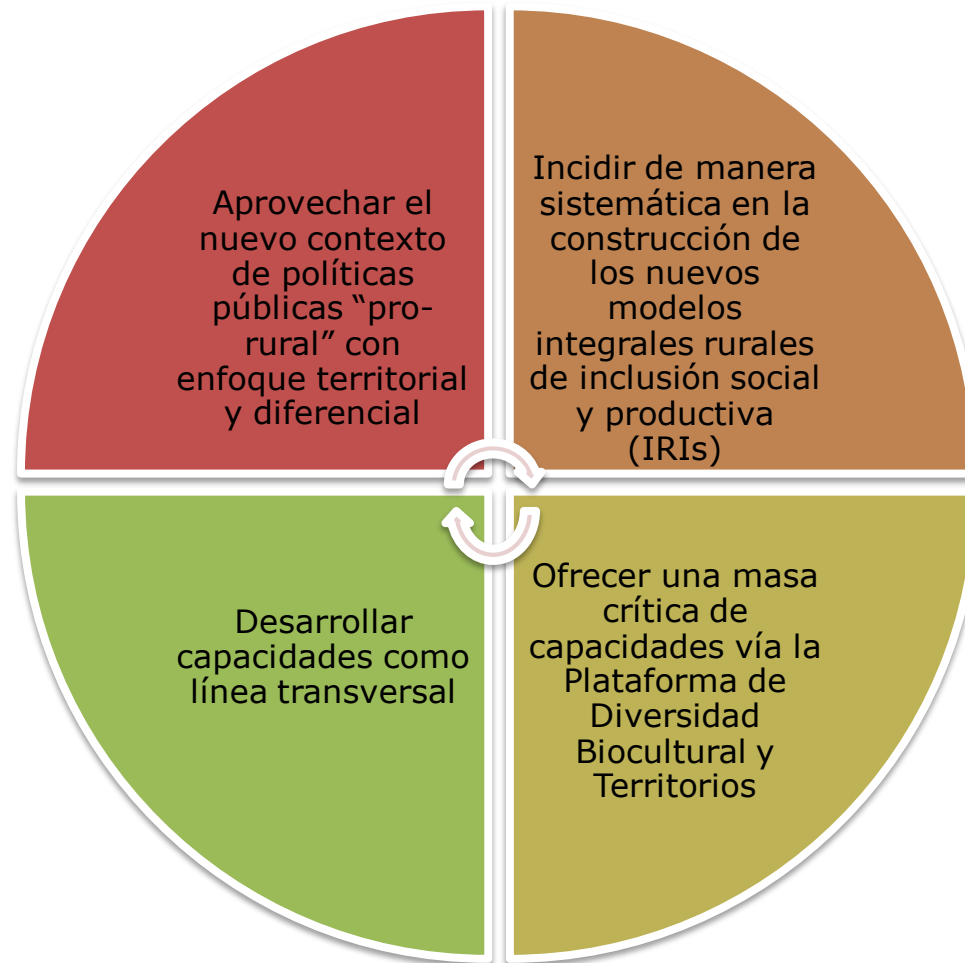 Aprovechar el
nuevo contexto
de políticas
públicas “pro-
rural” con
enfoque territorial
y diferencial
Incidir de manera
sistemática en la
construcción de
los nuevos
modelos
integrales rurales
de inclusión social
y productiva
(IRIs)
Desarrollar
capacidades como
línea transversal
Ofrecer una masa
crítica de
capacidades vía la
Plataforma de
Diversidad
Biocultural y
Territorios